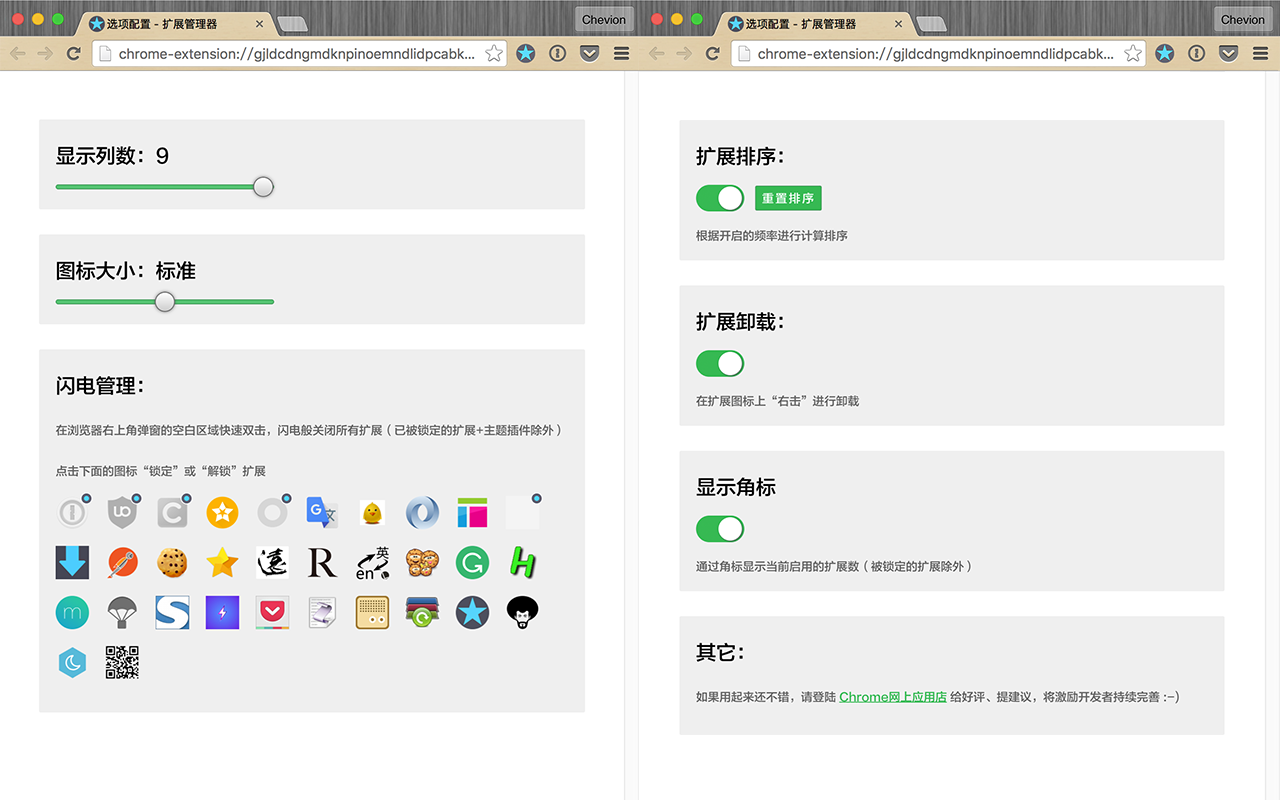 选项配置 - 扩展管理器
Chevion
chrome-extension://gjldcdngmdknpinoemndlidpcabk...
显示列数：9
图标大小：标准
闪电管理：
在浏览器右上角弹窗的空白区域快速双击，闪电般关闭所有扩展（已被锁定的扩展+主题插件除外）
点击下面的图标“锁定”或“解锁”扩展
UO
C
G 文
R
英
en
G
H
m
S
选项配置 - 扩展管理器
Chevion
chrome-extension://gjldcdngmdknpinoemndlidpcabk...
扩展排序：
重置排序
根据开启的频率进行计算排序
扩展卸载：
在扩展图标上“右击”进行卸载
显示角标
通过角标显示当前启用的扩展数（被锁定的扩展除外）
其它：
如果用起来还不错，请登陆 Chrome网上应用店 给好评、提建议，将激励开发者持续完善 :-)